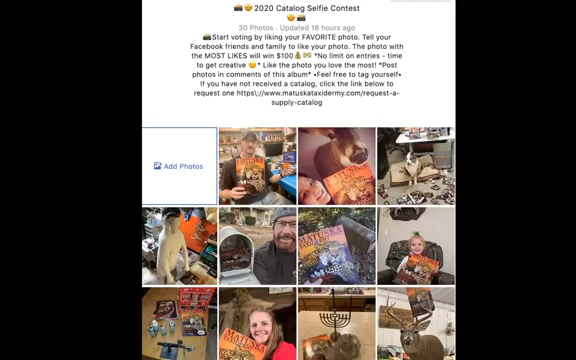 📸🤩2020 Catalog Selfie Contest
🤩📸
30 Photos · Updated 18 hours ago
📸Start voting by liking your FAVORITE photo. Tell your
Facebook friends and family to like your photo. The photo with
the MOST LIKES will win $100💰💵 *No limit on entries - time
to get creative 😊* Like the photo you love the most! *Post
photos in comments of this album* •Feel free to tag yourself•
If you have not received a catalog, click the link below to
request one https\;//www.matuskataxidermy.com/request-a-
supply-catalog
Add Photos
MATUSKA
MATUSKA
MATUSKA
MATUSKA